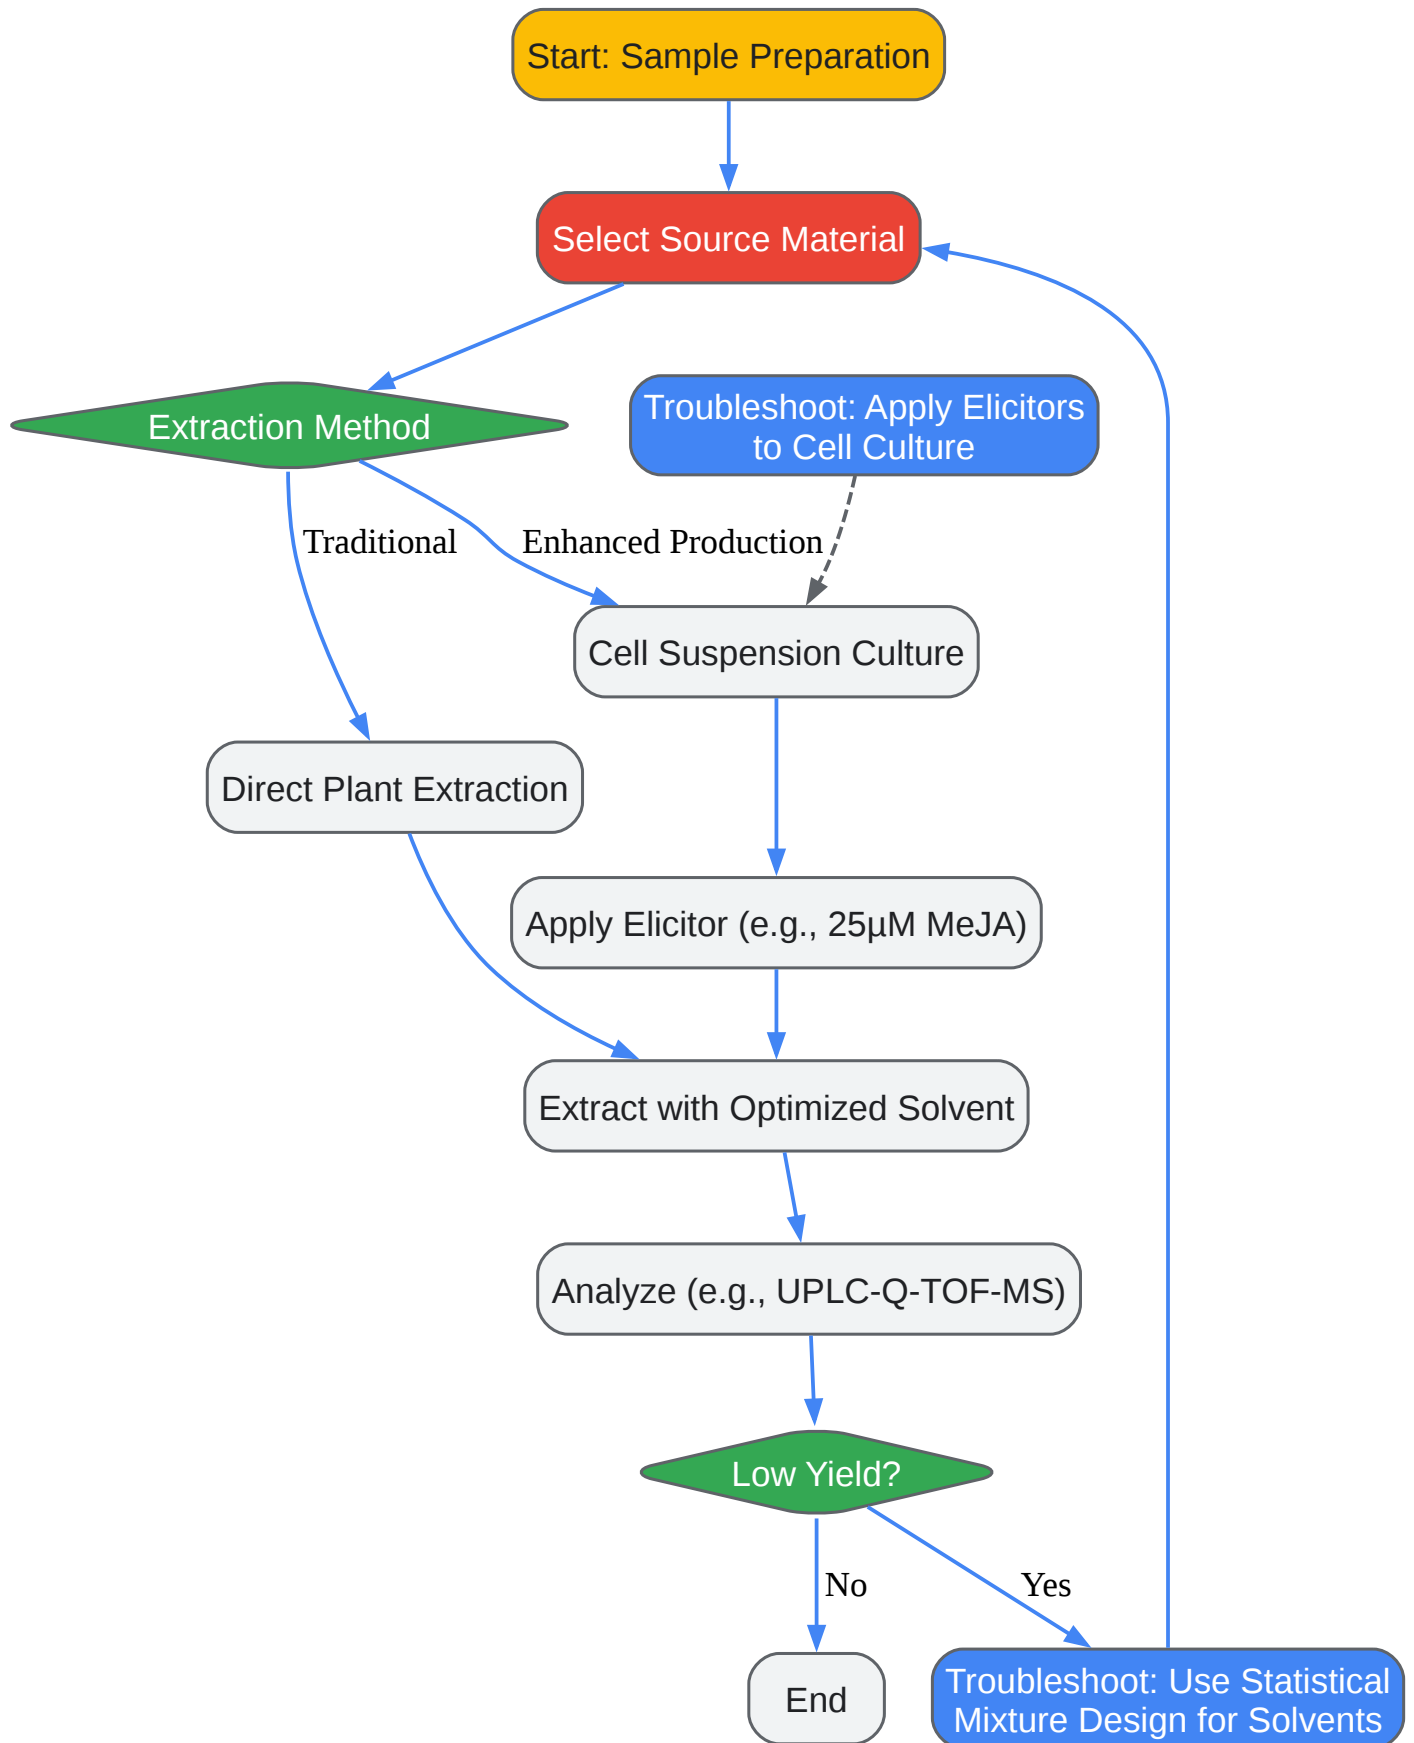 Start: Sample Preparation
Select Source Material
Extraction Method
Troubleshoot: Apply Elicitors
to Cell Culture
Traditional
Enhanced Production
Cell Suspension Culture
Direct Plant Extraction
Apply Elicitor (e.g., 25µM MeJA)
Extract with Optimized Solvent
Analyze (e.g., UPLC-Q-TOF-MS)
Low Yield?
No
Yes
End
Troubleshoot: Use Statistical
Mixture Design for Solvents